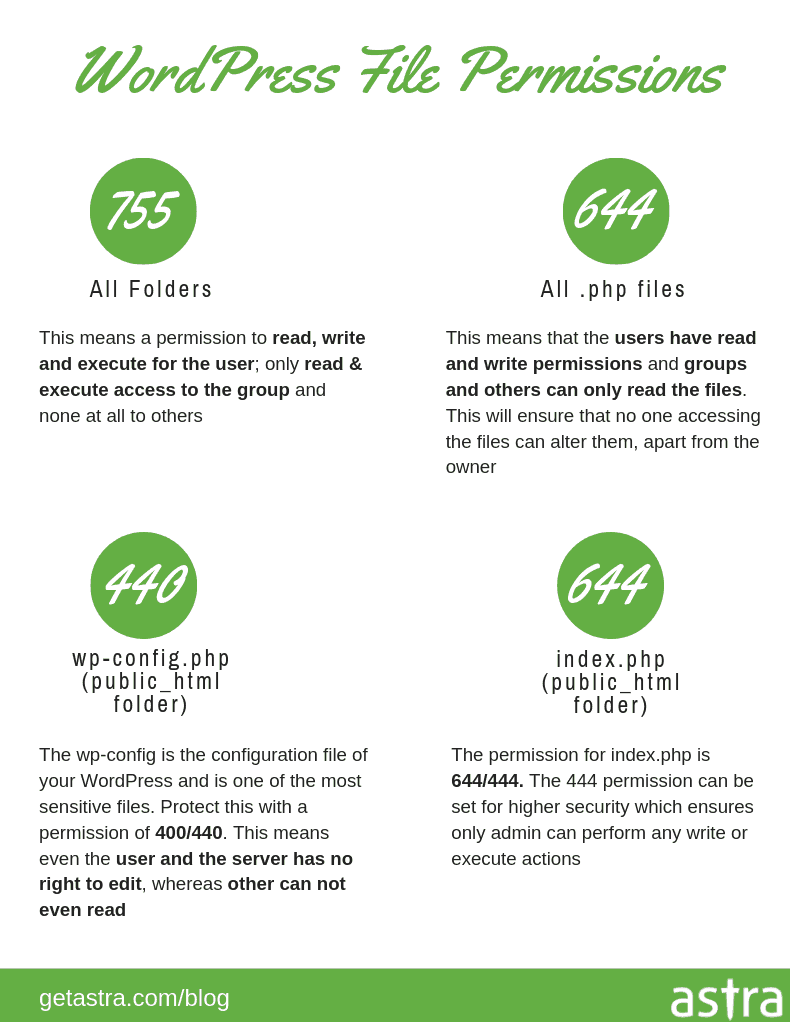 WordPress File Permissions
755
All Folders
This means a permission to read, write
and execute for the user; only read &
execute access to the group and
none at all to others
644
All .php files
This means that the users have read
and write permissions and groups
and others can only read the files.
This will ensure that no one accessing
the files can alter them, apart from the
owner
440
wp-config.php
(public_html
folder)
The wp-config is the configuration file of
your WordPress and is one of the most
sensitive files. Protect this with a
permission of 400/440. This means
even the user and the server has no
right to edit, whereas other can not
even read
644
index.php
(public_html
folder)
The permission for index.php is
644/444. The 444 permission can be
set for higher security which ensures
only admin can perform any write or
execute actions
getastra.com/blog
astra